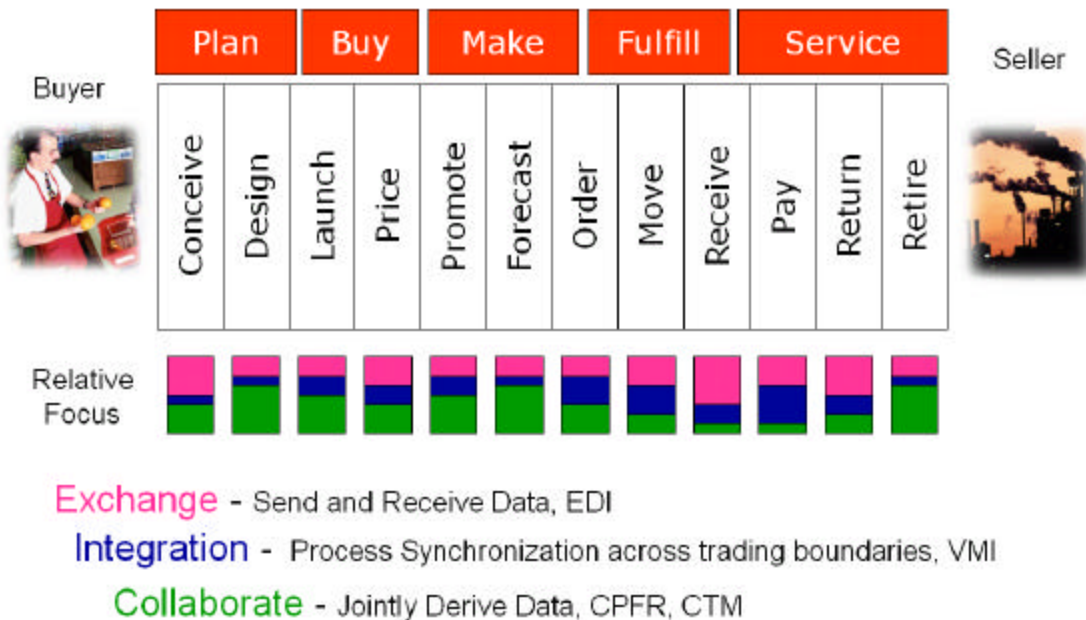 Plan
Buy
Make
Fulfill
Service
Buyer
Seller
Conceive
Design
Launch
Price
Promote
Forecast
Order
Move
Receive
Pay
Return
Retire
Relative
Focus
Exchange - Send and Receive Data, EDI
Integration - Process Synchronization across trading boundaries, VMI
Collaborate - Jointly Derive Data, CPFR, CTM